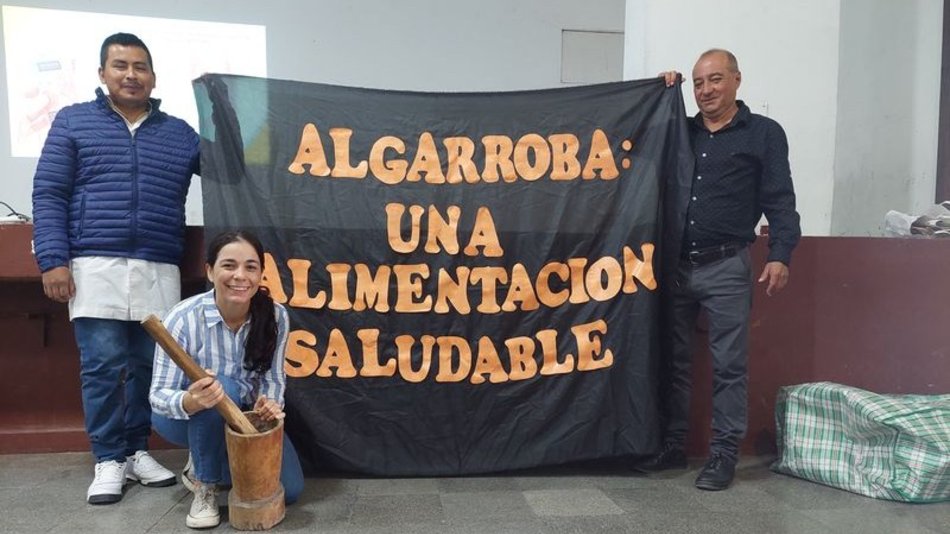 ALGARROBA:
UNA
ALIMENTACION
SALUDABLE